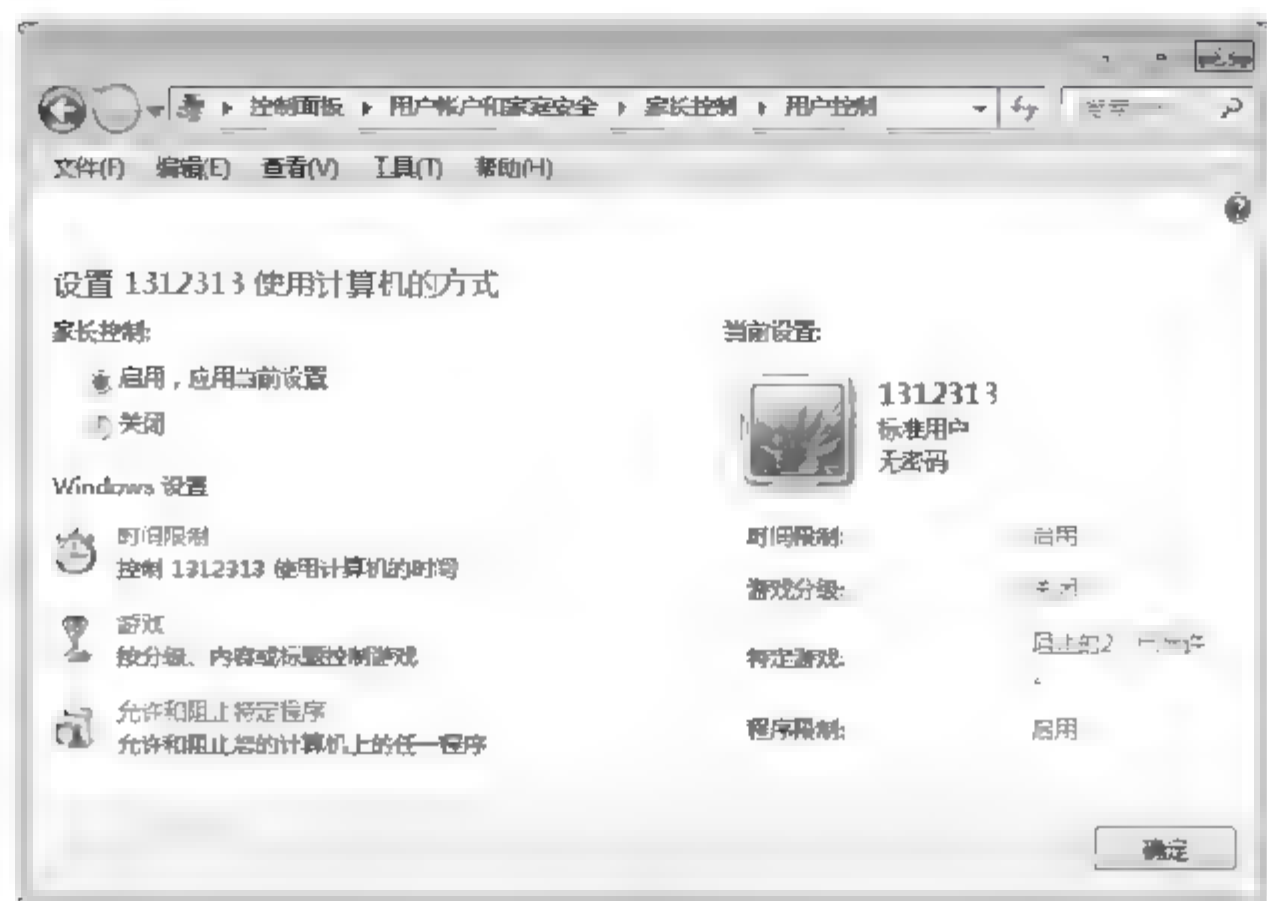 控制面板 ▸ 用户帐户和家庭安全 ▸ 家长控制 ▸ 用户控制
文件(F) 编辑(E) 查看(V) 工具(T) 帮助(H)
设置 1312313 使用计算机的方式
家长控制:
启用，应用当前设置
关闭
Windows 设置
时间限制
控制 1312313 使用计算机的时间
游戏
按分级、内容或标题控制游戏
允许和阻止特定程序
允许和阻止您的计算机上的任一程序
当前设置:
1312313
标准用户
无密码
时间限制: 启用
游戏分级: 关闭
特定游戏: 阻止的
程序限制: 启用
确定